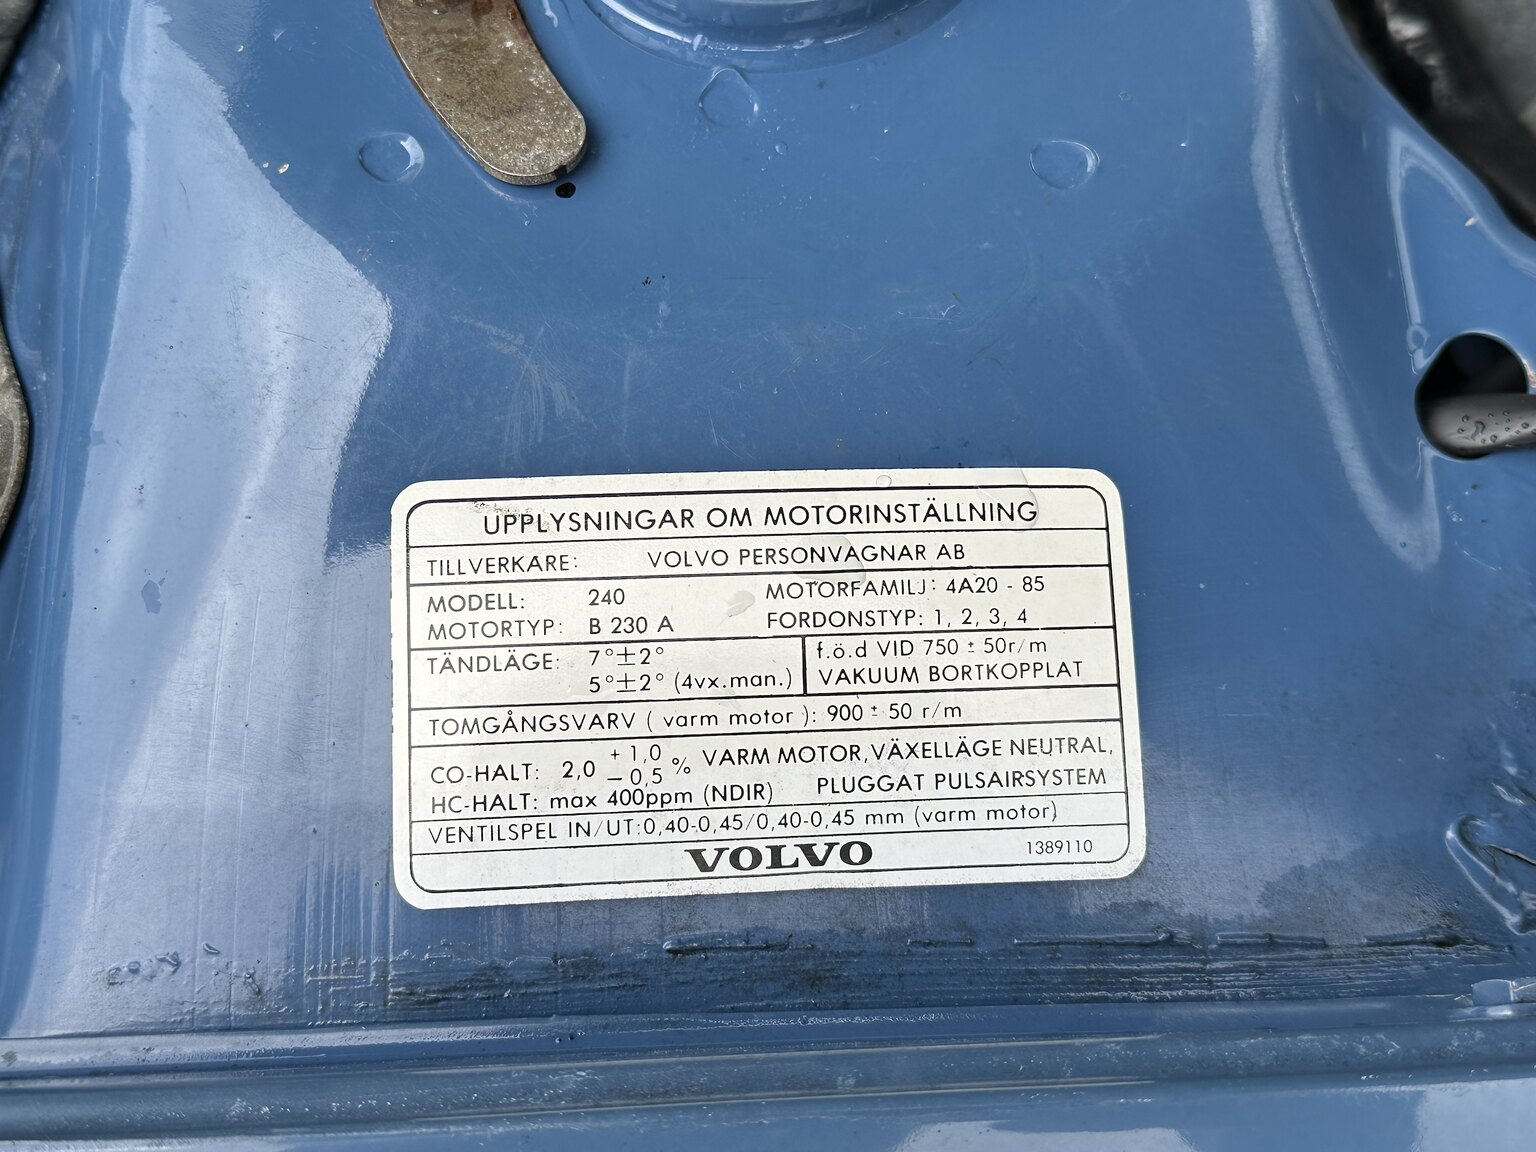 UPPLYSNINGAR OM MOTORINSTÄLLNING
TILLVERKARE: VOLVO PERSONVAGNAR AB
MODELL: 240 MOTORFAMILJ: 4A20 - 85
MOTORTYP: B 230 A FORDONSTYP: 1, 2, 3, 4
TÄNDLÄGE: 7°±2° f.ö.d VID 750 ± 50r/m
5°±2° (4vx.man.) VAKUUM BORTKOPPLAT
TOMGÅNGSVARV ( varm motor ): 900 ± 50 r/m
CO-HALT: 2,0 +1,0 −0,5 % VARM MOTOR, VÄXELLÄGE NEUTRAL,
HC-HALT: max 400ppm (NDIR) PLUGGAT PULSAIRSYSTEM
VENTILSPEL IN/UT:0,40-0,45/0,40-0,45 mm (varm motor)
VOLVO 1389110